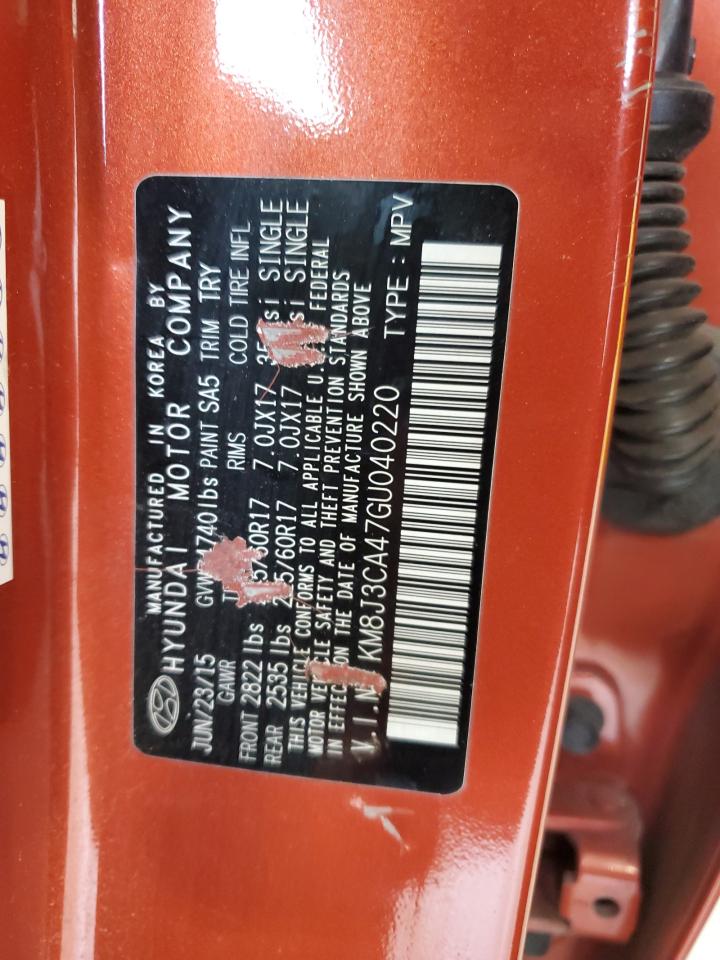 MANUFACTURED IN KOREA BY
HYUNDAI MOTOR COMPANY
JUN/23/15 4740lbs PAINT SA5 TRIM TRY
GAWR RIMS COLD TIRE INFL
FRONT 2822 lbs 7.0JX17 SINGLE
REAR 2535 lbs 7.0JX17 SINGLE
THIS VEHICLE CONFORMS TO ALL APPLICABLE U.S. FEDERAL
MOTOR VEHICLE SAFETY AND THEFT PREVENTION STANDARDS
IN EFFECT ON THE DATE OF MANUFACTURE SHOWN ABOVE
V.I.N KM8J3CA47GU040220 TYPE : MPV